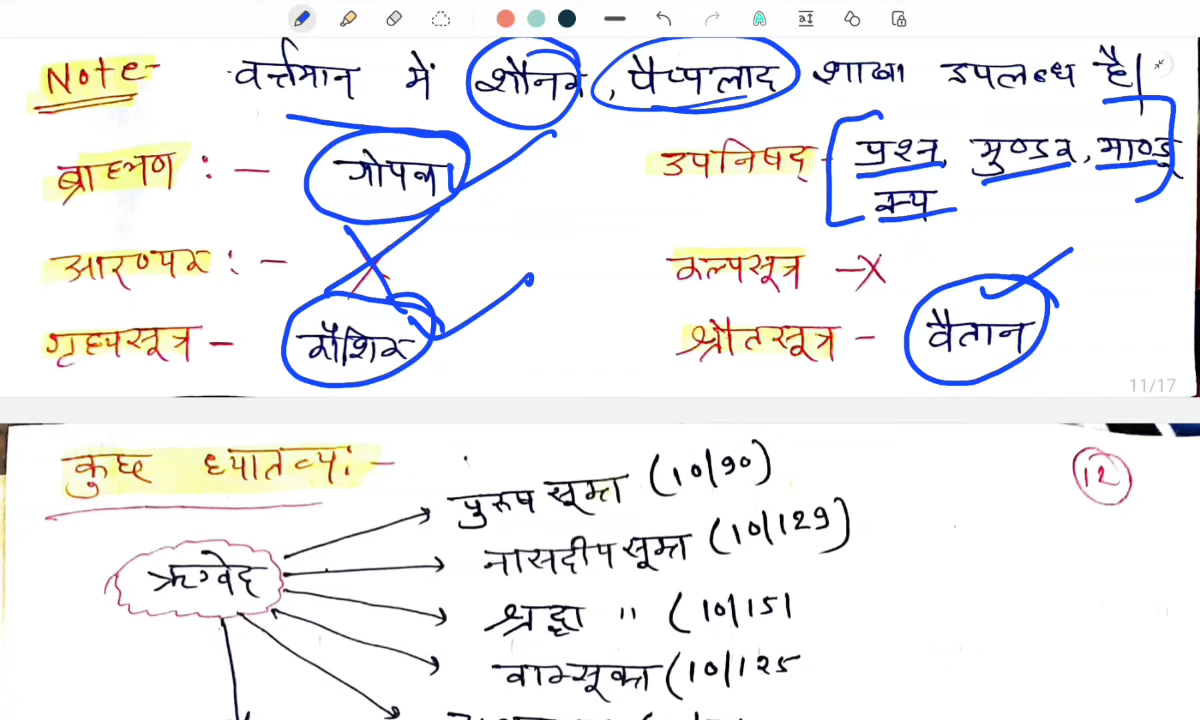 Note- वर्त्तमान में शौनक, पैप्पलाद शाखा उपलब्ध है।
ब्राह्मण :- गोपथ उपनिषद् - प्रश्न, मुण्डक, माण्डु
क्य
आरण्यक :- X कल्पसूत्र -X
गृह्यसूत्र - कौशिक श्रौतसूत्र - वैतान
11/17
कुछ ध्यातव्य :-
12
ऋग्वेद
पुरुष सूक्त (10/90)
नासदीय सूक्त (10/129)
श्रद्धा " (10/151
वाक्सूक्त (10/125